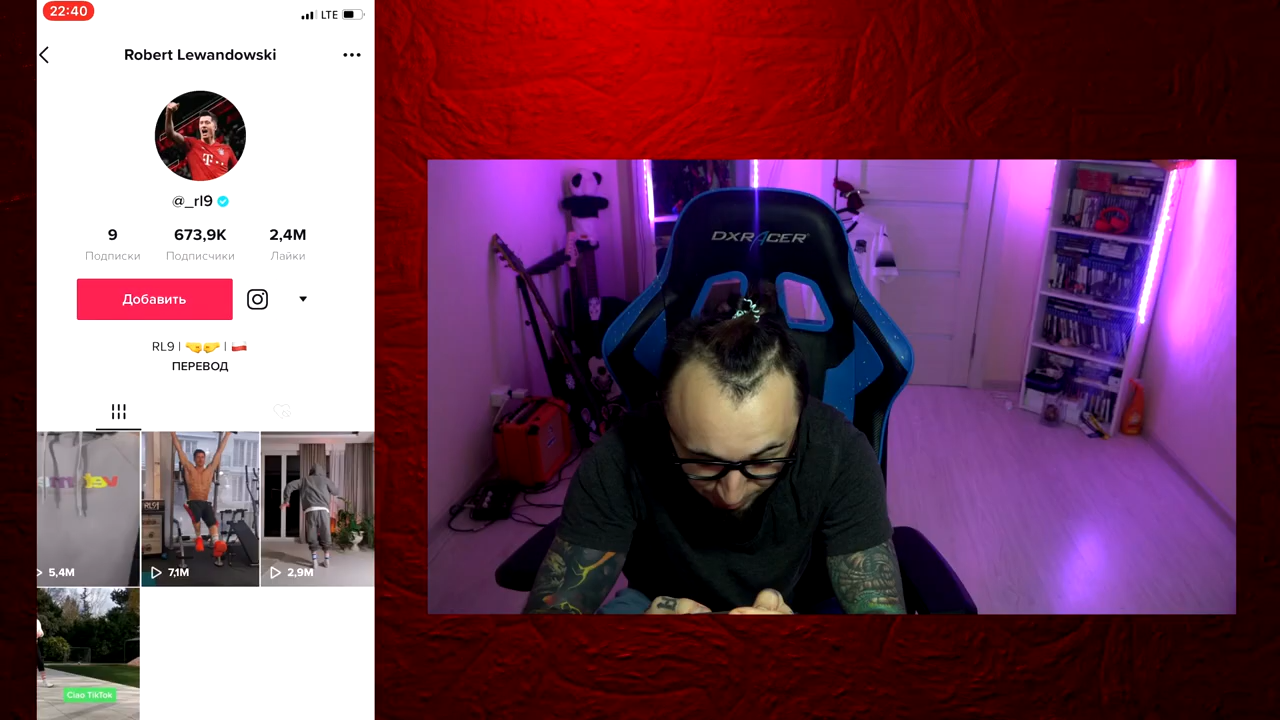 22:40
LTE
Robert Lewandowski
@_rl9
9
673,9K
2,4M
Подписки
Подписчики
Лайки
Добавить
RL9 | 🤜🤛 | 🇵🇱
ПЕРЕВОД
5,4M
7,1M
2,9M
Ciao TikTok
DXRACER